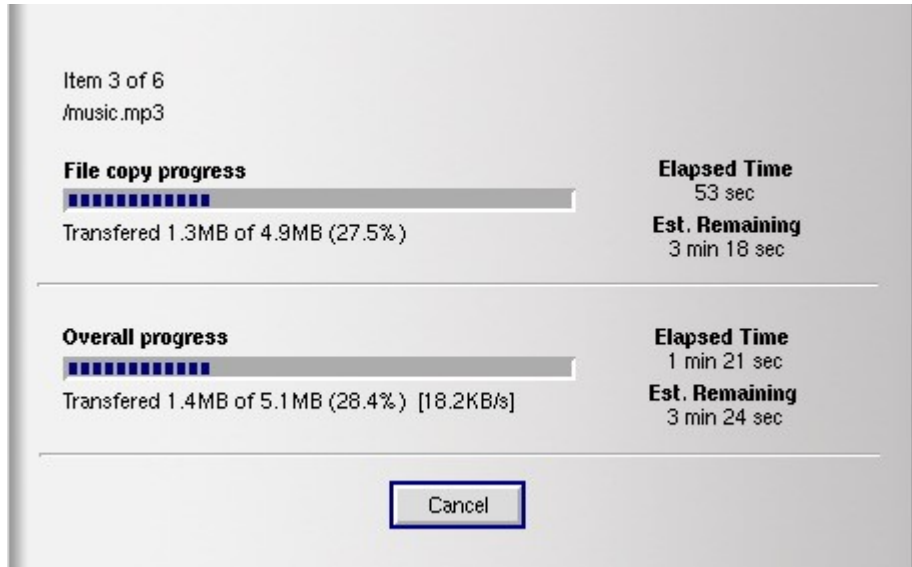 Item 3 of 6
/music.mp3
File copy progress
Transfered 1.3MB of 4.9MB (27.5%)
Elapsed Time
53 sec
Est. Remaining
3 min 18 sec
Overall progress
Transfered 1.4MB of 5.1MB (28.4%) [18.2KB/s]
Elapsed Time
1 min 21 sec
Est. Remaining
3 min 24 sec
Cancel